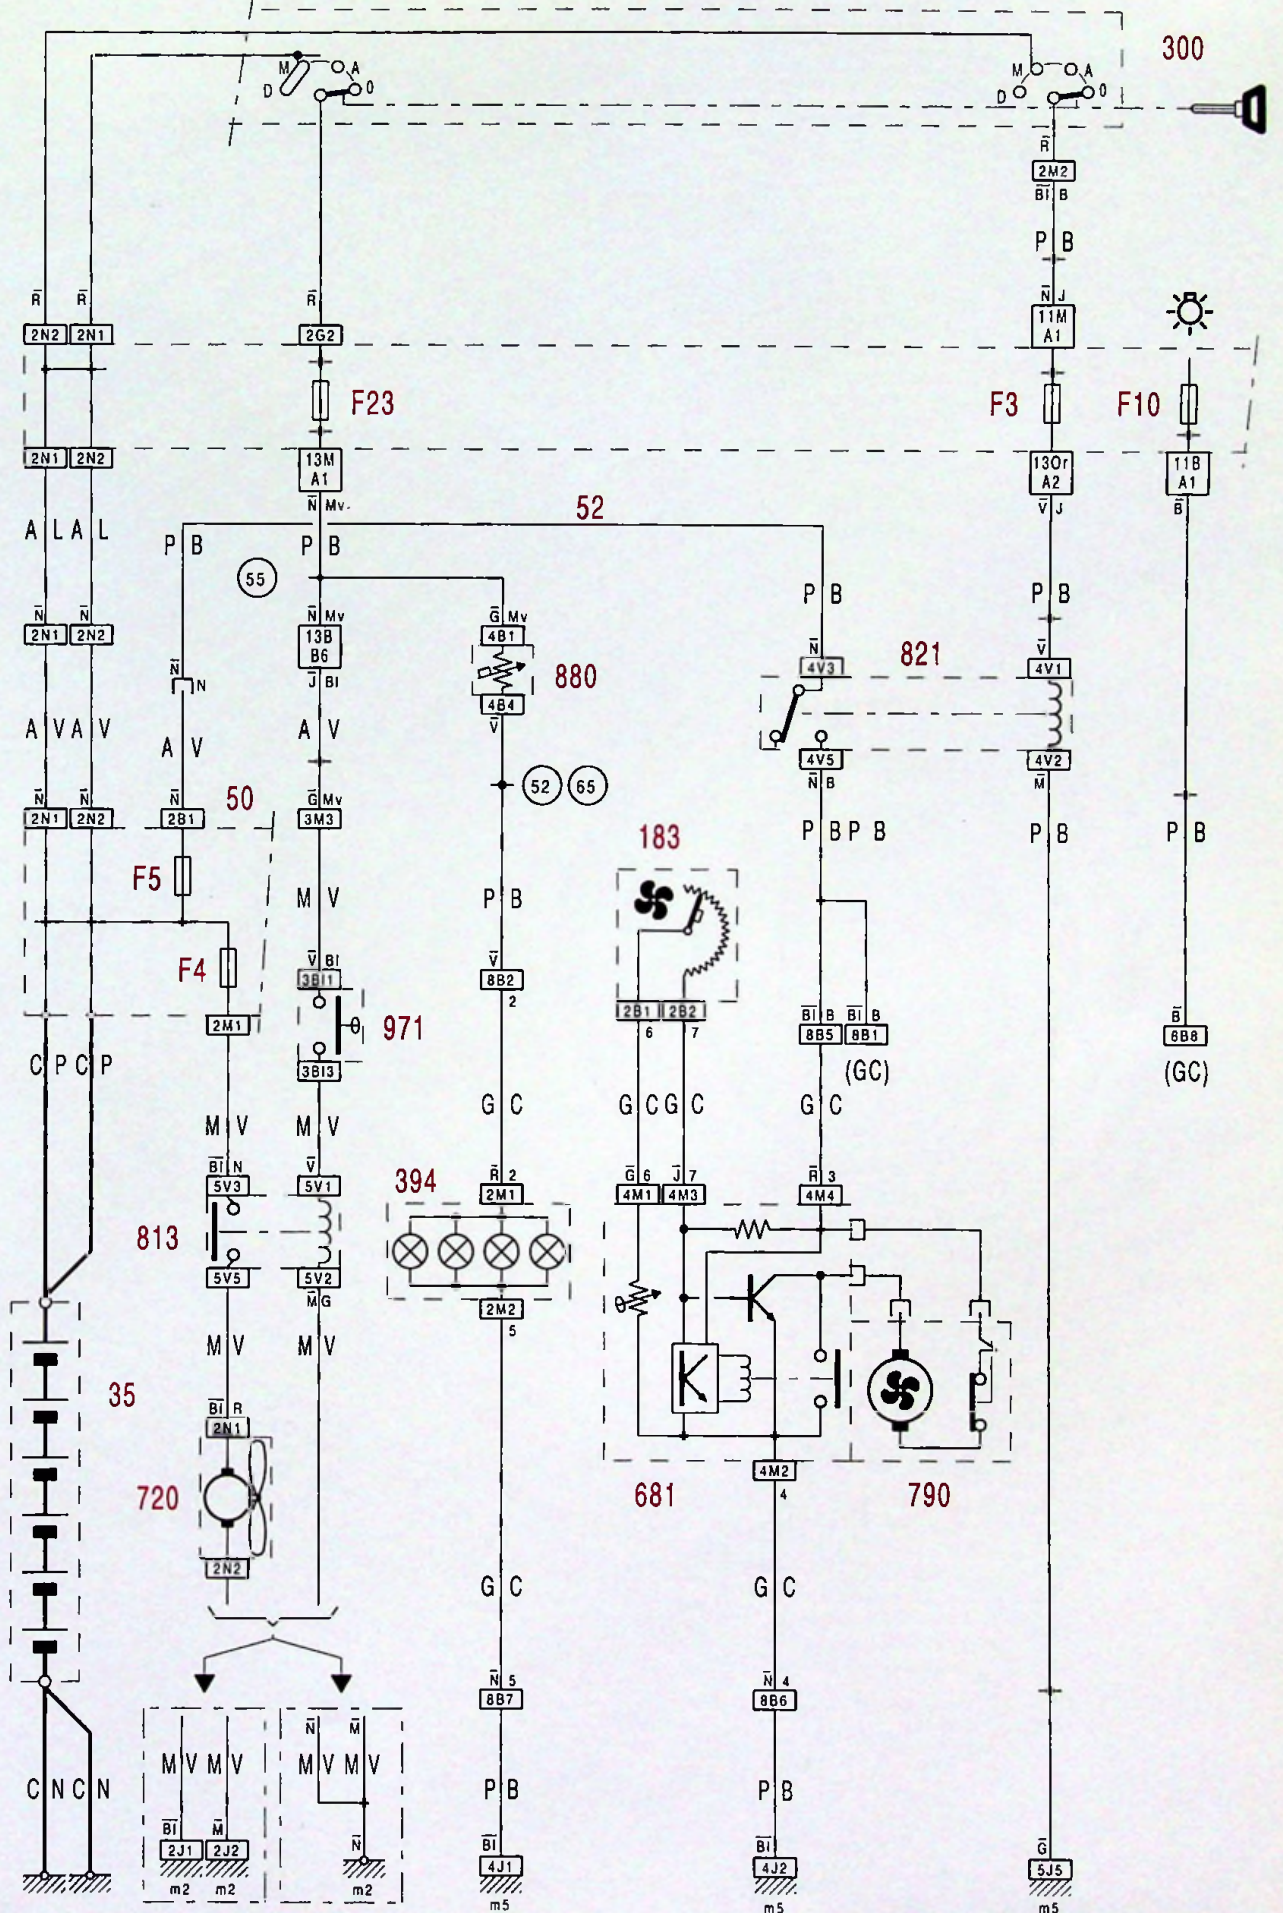 300
M A
D O
M A
D O
R
2M2
BI B
P B
R R R N J
2N2 2N1 2G2 11M
A1
F23 F3 F10
2N1 2N2 13M 13Or 11B
A1 A2 A1
N Mv V J B
52
A L A L P B P B
55
P B P B
N N N Mv G Mv
2N1 2N2 13B 4B1 N V
B6 821
880 4V3 4V1
N N J BI 4B4
V
A V A V A V A V
52 65
4V5 4V2
N B M
N N N 50 G Mv
2N1 2N2 2B1 3M3
183 P B P B P B P B
F5
M V P B
F4 V BI V
3BI1 8B2
2
2B1 2B2
6 7
BI B BI B B
2M1 971 8B5 8B1 8B8
C P C P 3BI3 (GC) (GC)
M V M V G C G C G C G C
BI N V R 2 G 6 J 7 R 3
5V3 5V1 394 2M1 4M1 4M3 4M4
813
5V5 5V2
M G 2M2
5
M V M V
35
BI R
2N1
4M2
4
720 681 790
2N2
G C G C
N 5 N 4
8B7 8B6
N M
M V M V M V M V
C N C N P B P B
BI M N BI BI G
2J1 2J2 4J1 4J2 5J5
m2 m2 m2 m5 m5 m5